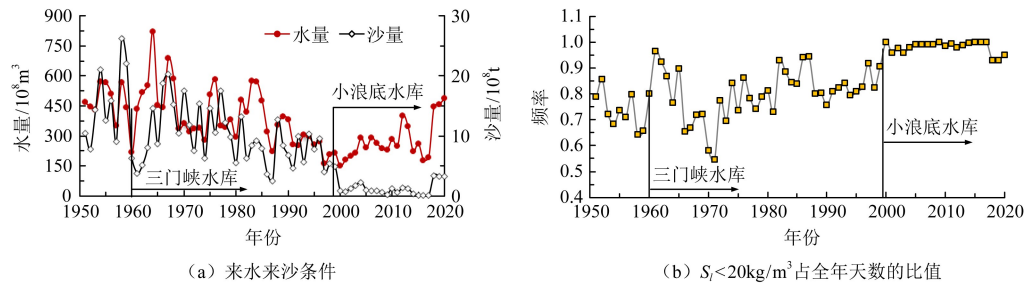 900
750
600
450
300
150
0
水量/10⁸m³
30
20
10
0
沙量/10⁸t
水量
沙量
小浪底水库
三门峡水库
1950 1960 1970 1980 1990 2000 2010 2020
年份
(a) 来水来沙条件
1.1
1.0
0.9
0.8
0.7
0.6
0.5
0.4
频率
小浪底水库
三门峡水库
1950 1960 1970 1980 1990 2000 2010 2020
年份
(b) Sₗ<20kg/m³占全年天数的比值